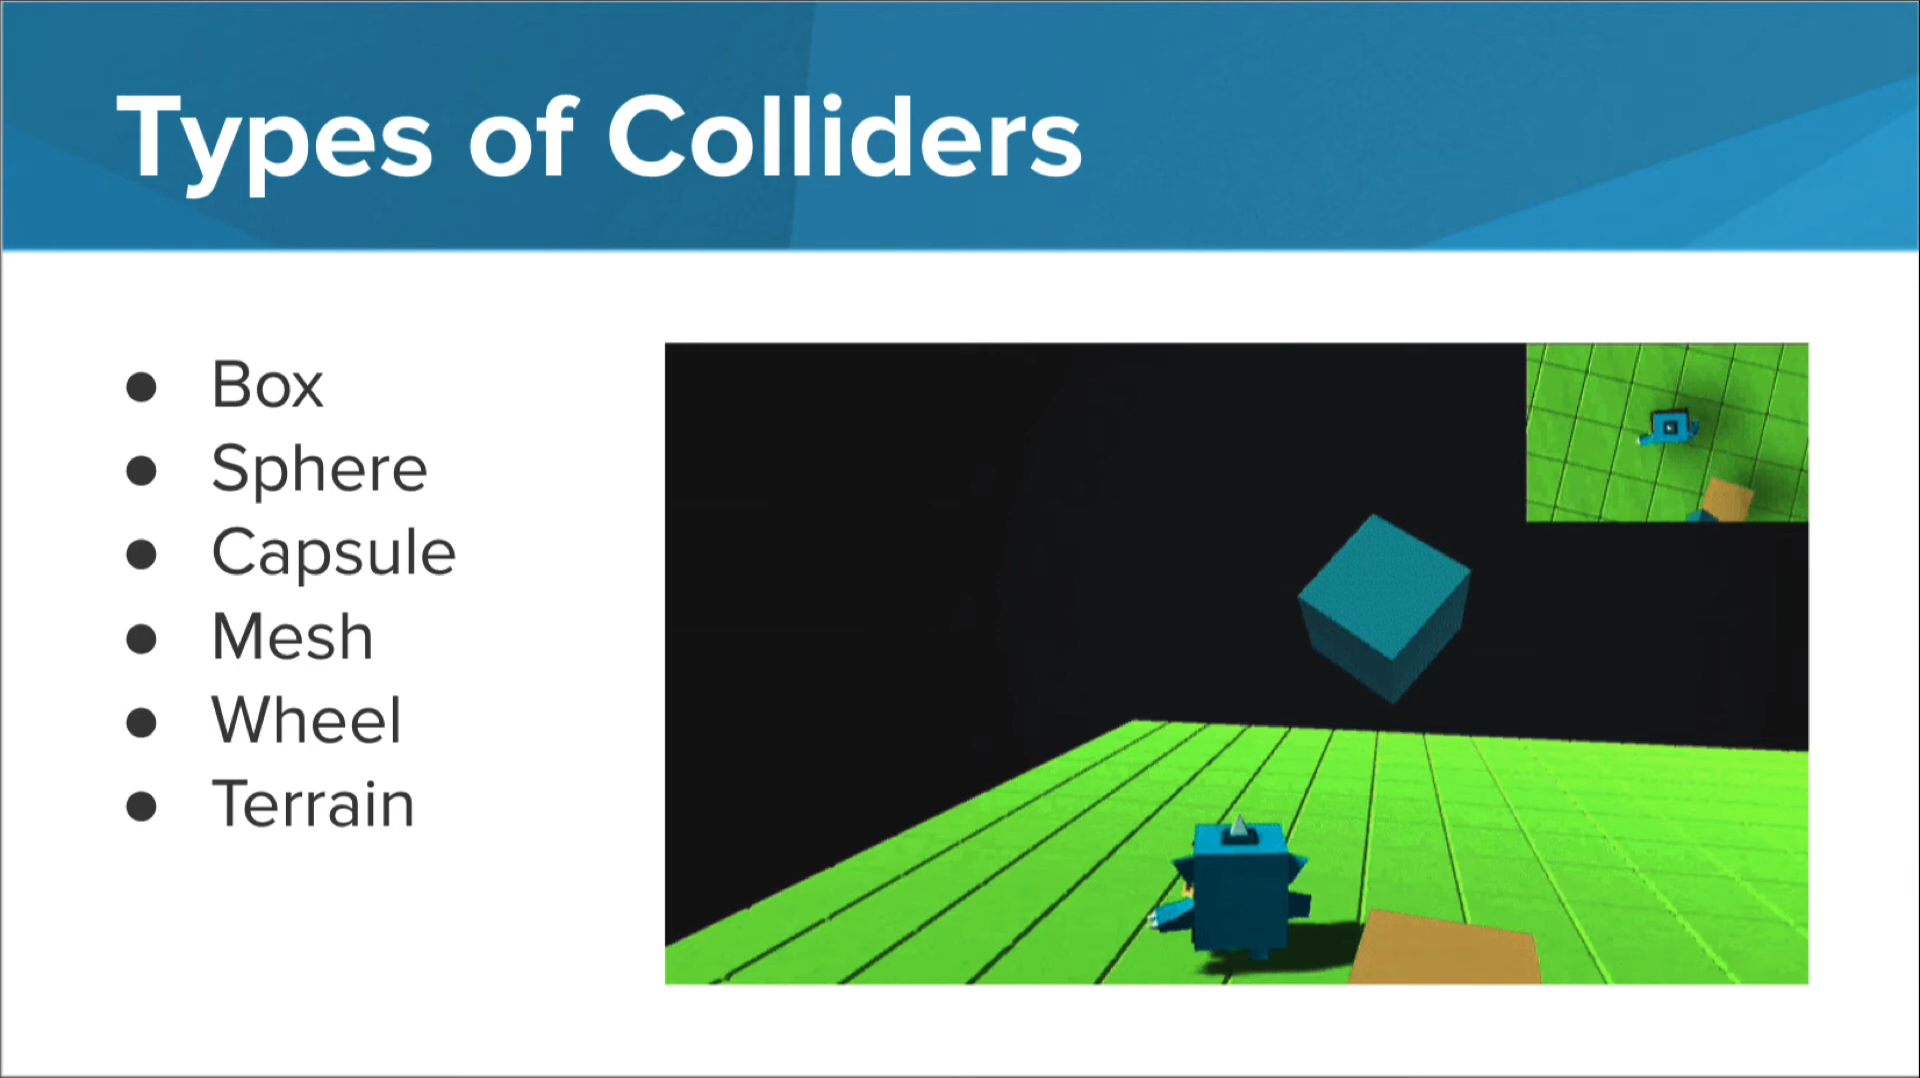 Types of Colliders
● Box
● Sphere
● Capsule
● Mesh
● Wheel
● Terrain